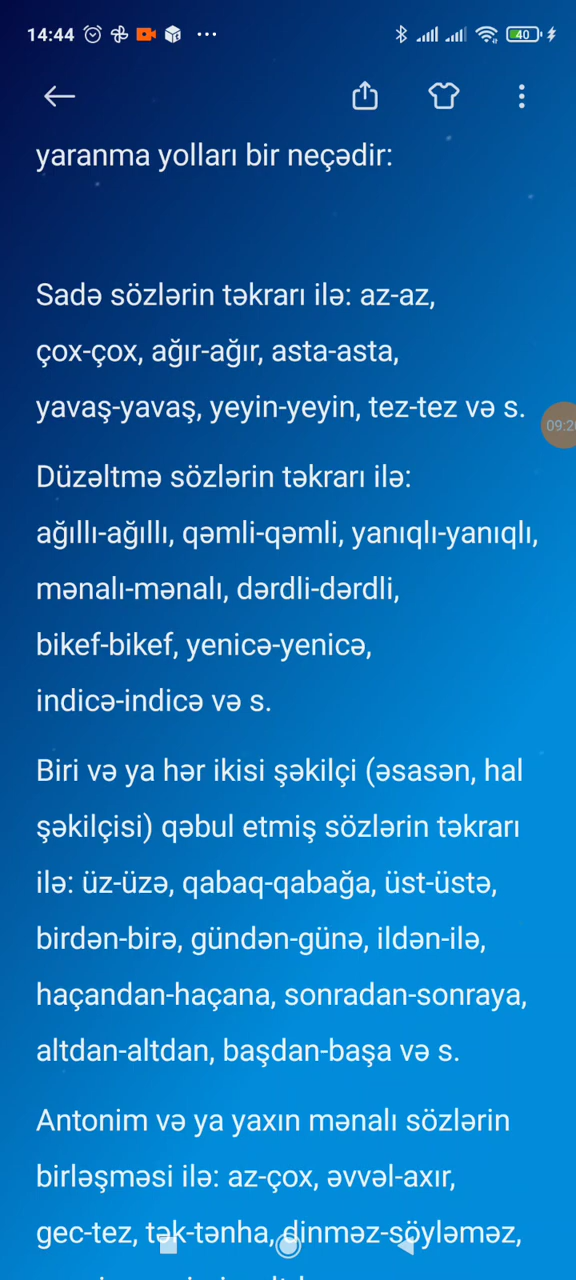 14:44
40
yaranma yolları bir neçədir:
Sadə sözlərin təkrarı ilə: az-az,
çox-çox, ağır-ağır, asta-asta,
yavaş-yavaş, yeyin-yeyin, tez-tez və s.
09:20
Düzəltmə sözlərin təkrarı ilə:
ağıllı-ağıllı, qəmli-qəmli, yanıqlı-yanıqlı,
mənalı-mənalı, dərdli-dərdli,
bikef-bikef, yenicə-yenicə,
indicə-indicə və s.
Biri və ya hər ikisi şəkilçi (əsasən, hal
şəkilçisi) qəbul etmiş sözlərin təkrarı
ilə: üz-üzə, qabaq-qabağa, üst-üstə,
birdən-birə, gündən-günə, ildən-ilə,
haçandan-haçana, sonradan-sonraya,
altdan-altdan, başdan-başa və s.
Antonim və ya yaxın mənalı sözlərin
birləşməsi ilə: az-çox, əvvəl-axır,
gec-tez, tək-tənha, dinməz-söyləməz,